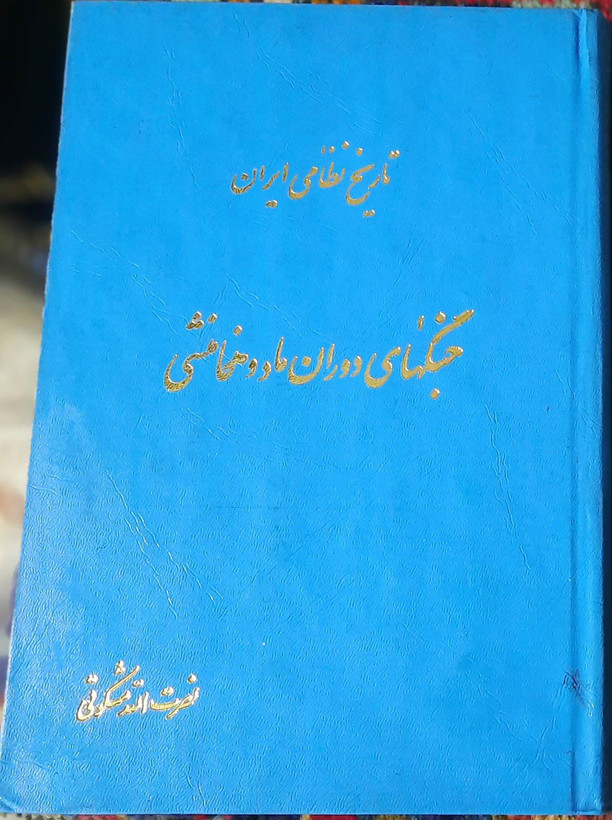 تاریخ نظامی ایران
جنگهای دوران ماد و هخامنشی
نصرت الله مشکوتی